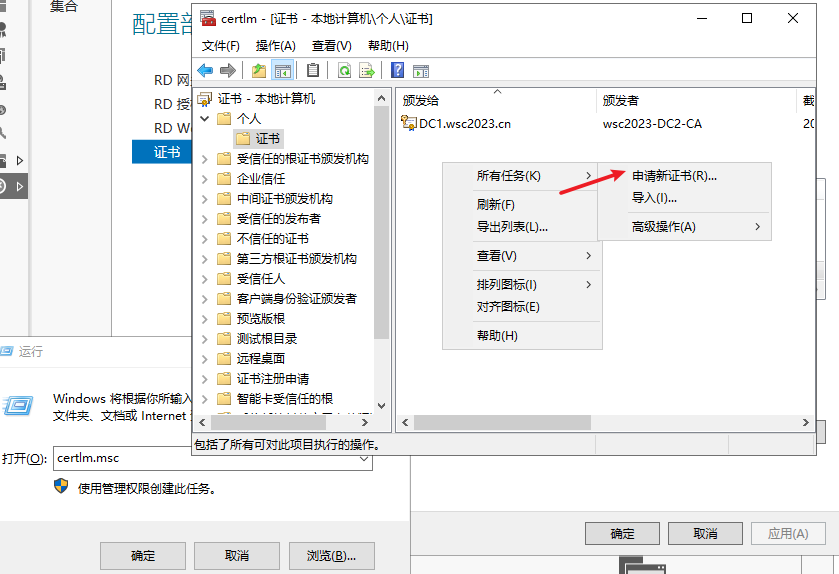 集合
配置部
RD 网
RD 授
RD We
证书
certlm - [证书 - 本地计算机\个人\证书]
文件(F) 操作(A) 查看(V) 帮助(H)
证书 - 本地计算机
个人
证书
受信任的根证书颁发机构
企业信任
中间证书颁发机构
受信任的发布者
不信任的证书
第三方根证书颁发机构
受信任人
客户端身份验证颁发者
预览版根
测试根目录
远程桌面
证书注册申请
智能卡受信任的根
颁发给 颁发者 截
DC1.wsc2023.cn wsc2023-DC2-CA 20
所有任务(K)
刷新(F)
导出列表(L)...
查看(V)
排列图标(I)
对齐图标(E)
帮助(H)
申请新证书(R)...
导入(I)...
高级操作(A)
包括了所有可对此项目执行的操作。
运行
Windows 将根据你所输入
文件夹、文档或 Internet
打开(O): certlm.msc
使用管理权限创建此任务。
确定 取消 浏览(B)...
确定 取消 应用(A)